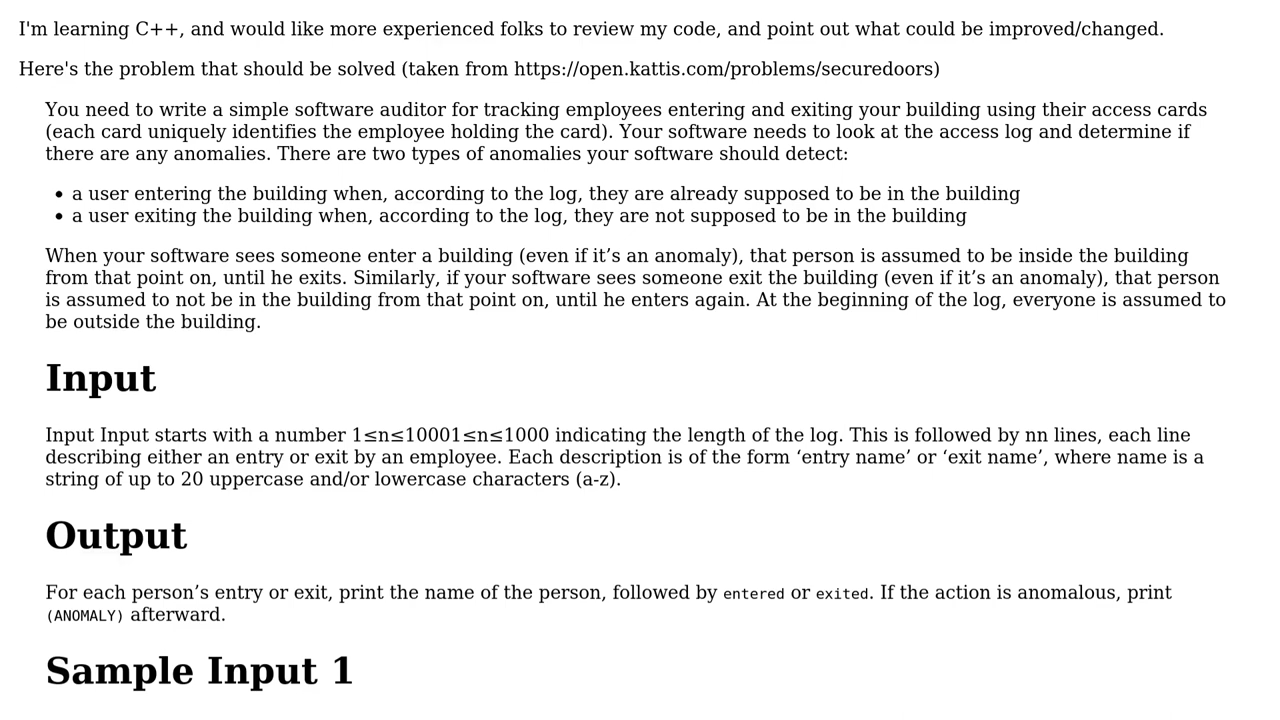 I'm learning C++, and would like more experienced folks to review my code, and point out what could be improved/changed.
Here's the problem that should be solved (taken from https://open.kattis.com/problems/securedoors)
You need to write a simple software auditor for tracking employees entering and exiting your building using their access cards
(each card uniquely identifies the employee holding the card). Your software needs to look at the access log and determine if
there are any anomalies. There are two types of anomalies your software should detect:
• a user entering the building when, according to the log, they are already supposed to be in the building
• a user exiting the building when, according to the log, they are not supposed to be in the building
When your software sees someone enter a building (even if it’s an anomaly), that person is assumed to be inside the building
from that point on, until he exits. Similarly, if your software sees someone exit the building (even if it’s an anomaly), that person
is assumed to not be in the building from that point on, until he enters again. At the beginning of the log, everyone is assumed to
be outside the building.
Input
Input Input starts with a number 1≤n≤10001≤n≤1000 indicating the length of the log. This is followed by nn lines, each line
describing either an entry or exit by an employee. Each description is of the form ‘entry name’ or ‘exit name’, where name is a
string of up to 20 uppercase and/or lowercase characters (a-z).
Output
For each person’s entry or exit, print the name of the person, followed by entered or exited. If the action is anomalous, print
(ANOMALY) afterward.
Sample Input 1